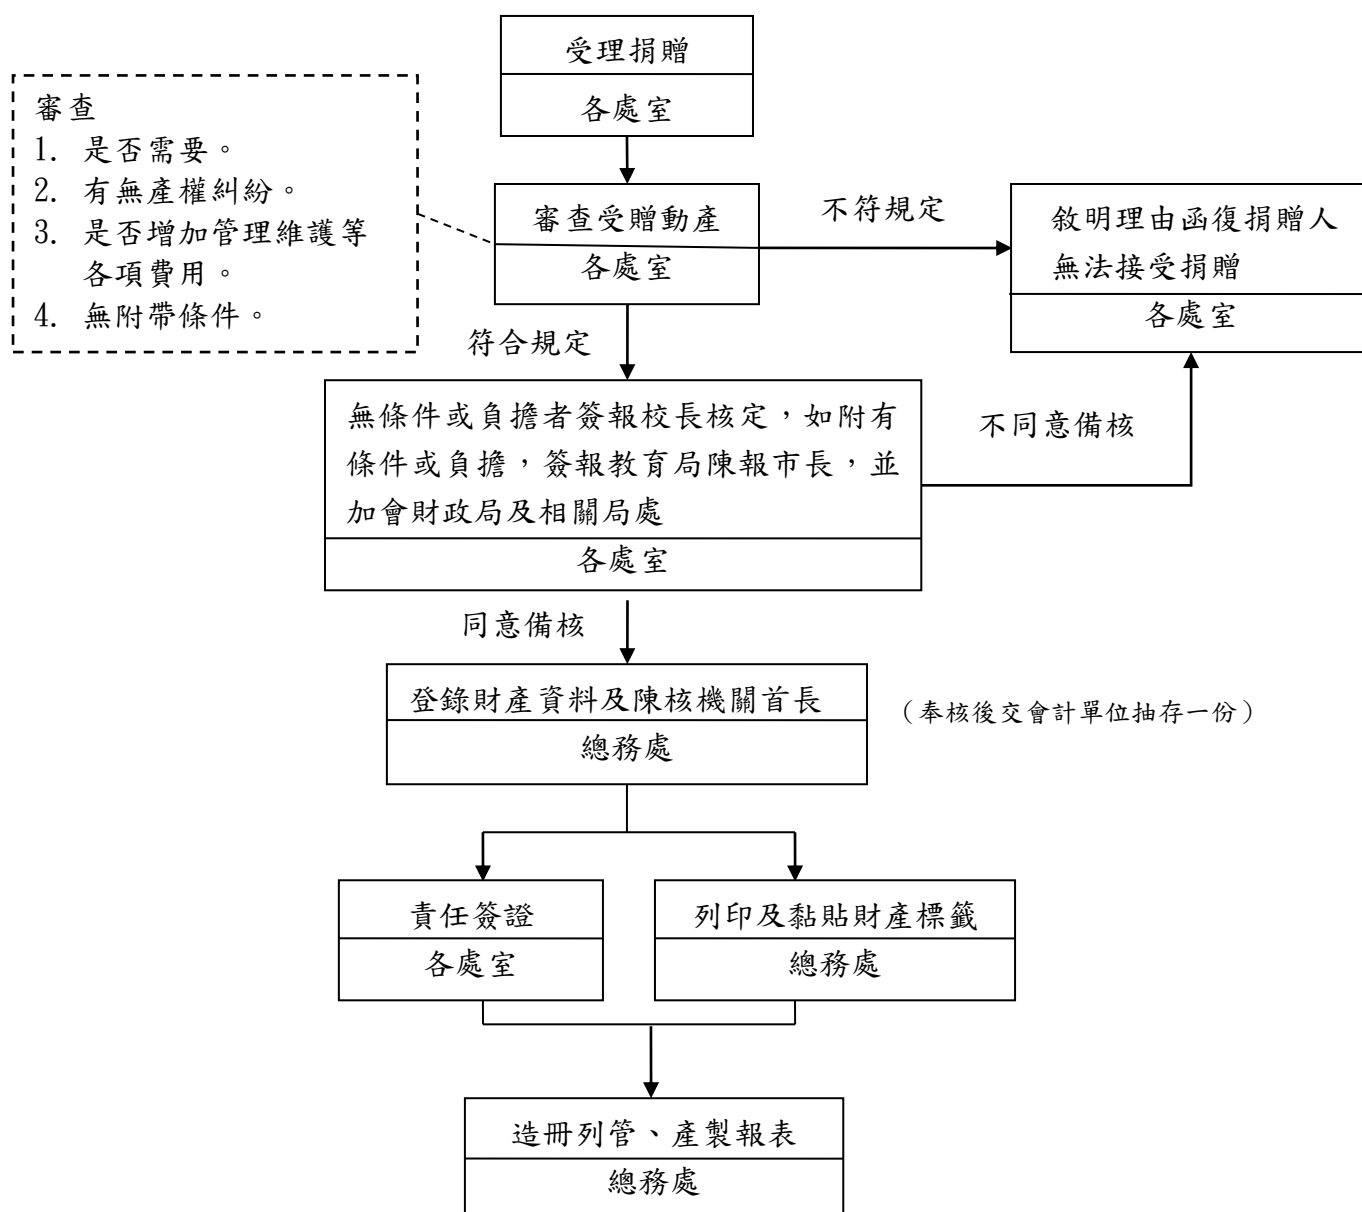 受理捐贈
各處室
審查
1. 是否需要。
2. 有無產權糾紛。
3. 是否增加管理維護等
各項費用。
4. 無附帶條件。
審查受贈動產
各處室
不符規定
敘明理由函復捐贈人
無法接受捐贈
各處室
符合規定
無條件或負擔者簽報校長核定，如附有
條件或負擔，簽報教育局陳報市長，並
加會財政局及相關局處
各處室
不同意備核
同意備核
登錄財產資料及陳核機關首長
總務處
（奉核後交會計單位抽存一份）
責任簽證
各處室
列印及黏貼財產標籤
總務處
造冊列管、產製報表
總務處